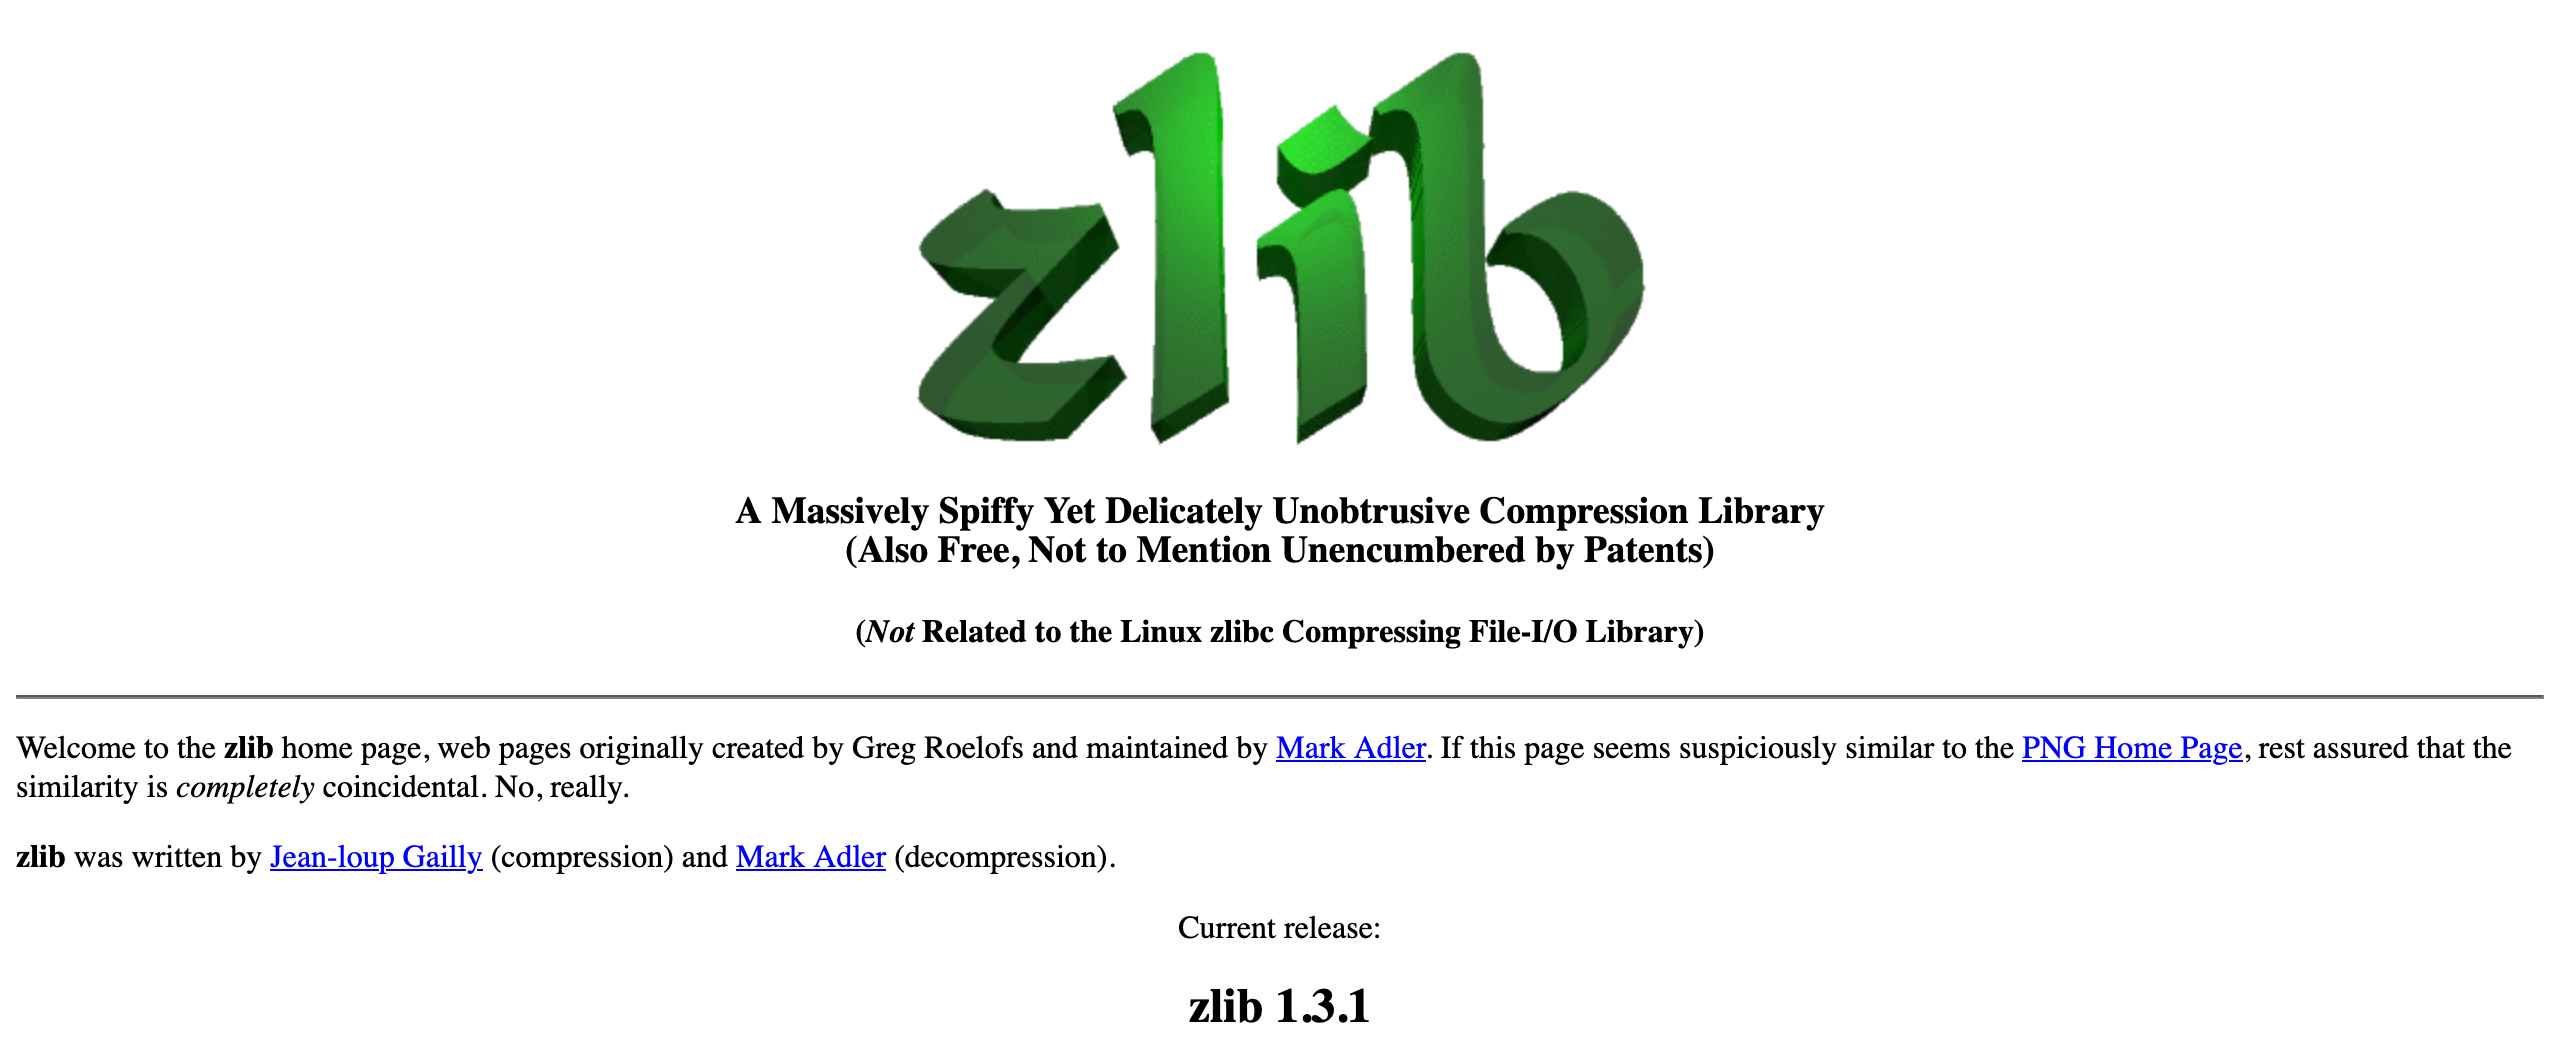 zlib
A Massively Spiffy Yet Delicately Unobtrusive Compression Library
(Also Free, Not to Mention Unencumbered by Patents)
(Not Related to the Linux zlibc Compressing File-I/O Library)
Welcome to the zlib home page, web pages originally created by Greg Roelofs and maintained by Mark Adler. If this page seems suspiciously similar to the PNG Home Page, rest assured that the
similarity is completely coincidental. No, really.
zlib was written by Jean-loup Gailly (compression) and Mark Adler (decompression).
Current release:
zlib 1.3.1